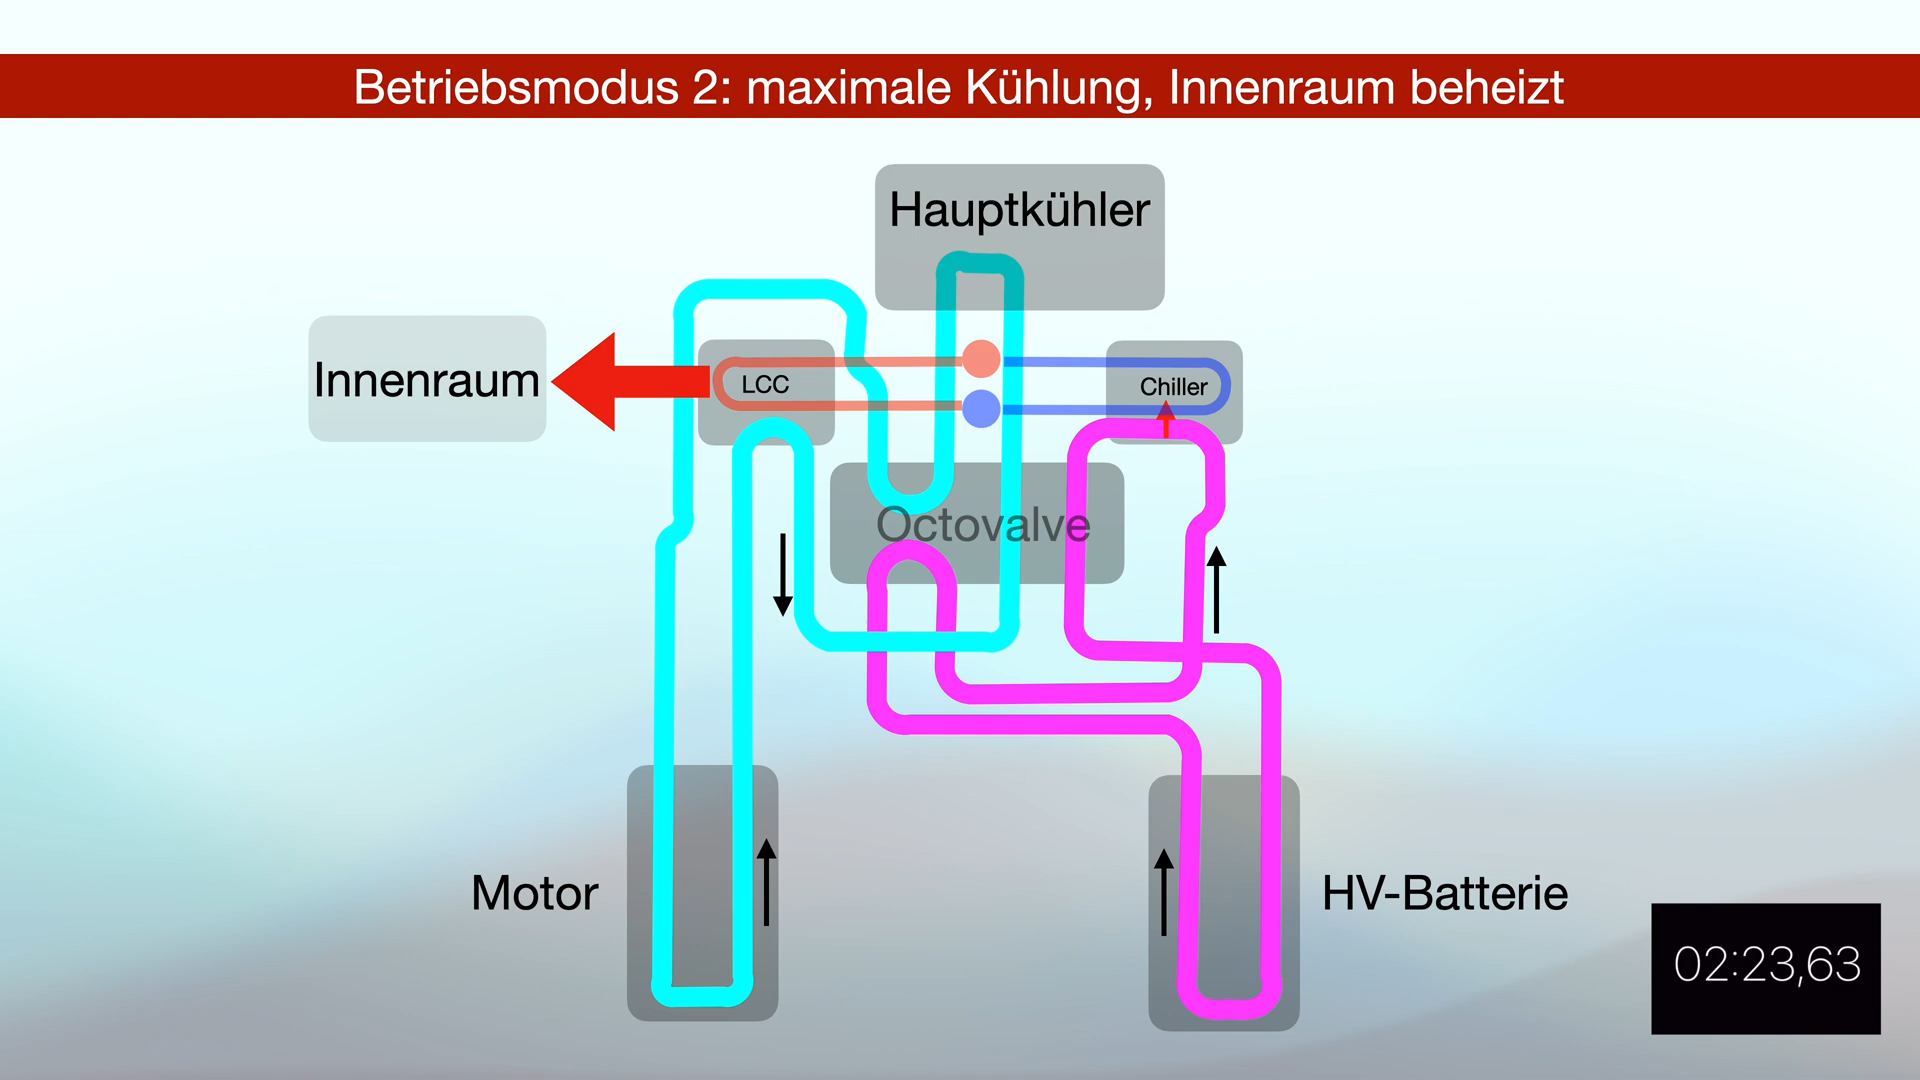 Betriebsmodus 2: maximale Kühlung, Innenraum beheizt
Hauptkühler
Innenraum
LCC
Chiller
Octovalve
Motor
HV-Batterie
02:23,63